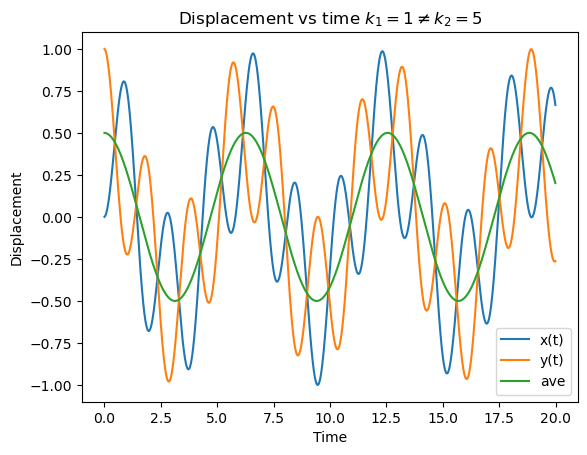 Displacement vs time k₁ = 1 ≠ k₂ = 5
Displacement
1.00
0.75
0.50
0.25
0.00
−0.25
−0.50
−0.75
−1.00
x(t)
y(t)
ave
0.0 2.5 5.0 7.5 10.0 12.5 15.0 17.5 20.0
Time